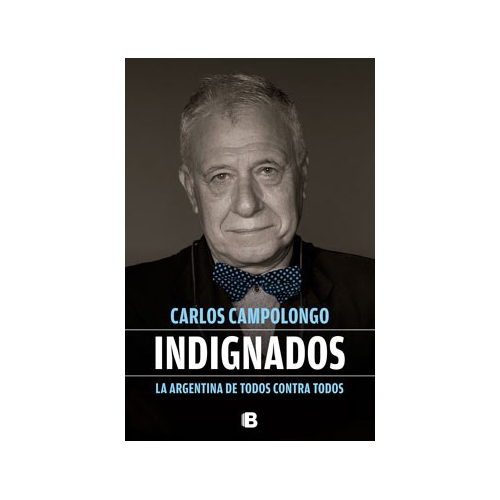 CARLOS CAMPOLONGO
INDIGNADOS
LA ARGENTINA DE TODOS CONTRA TODOS
B